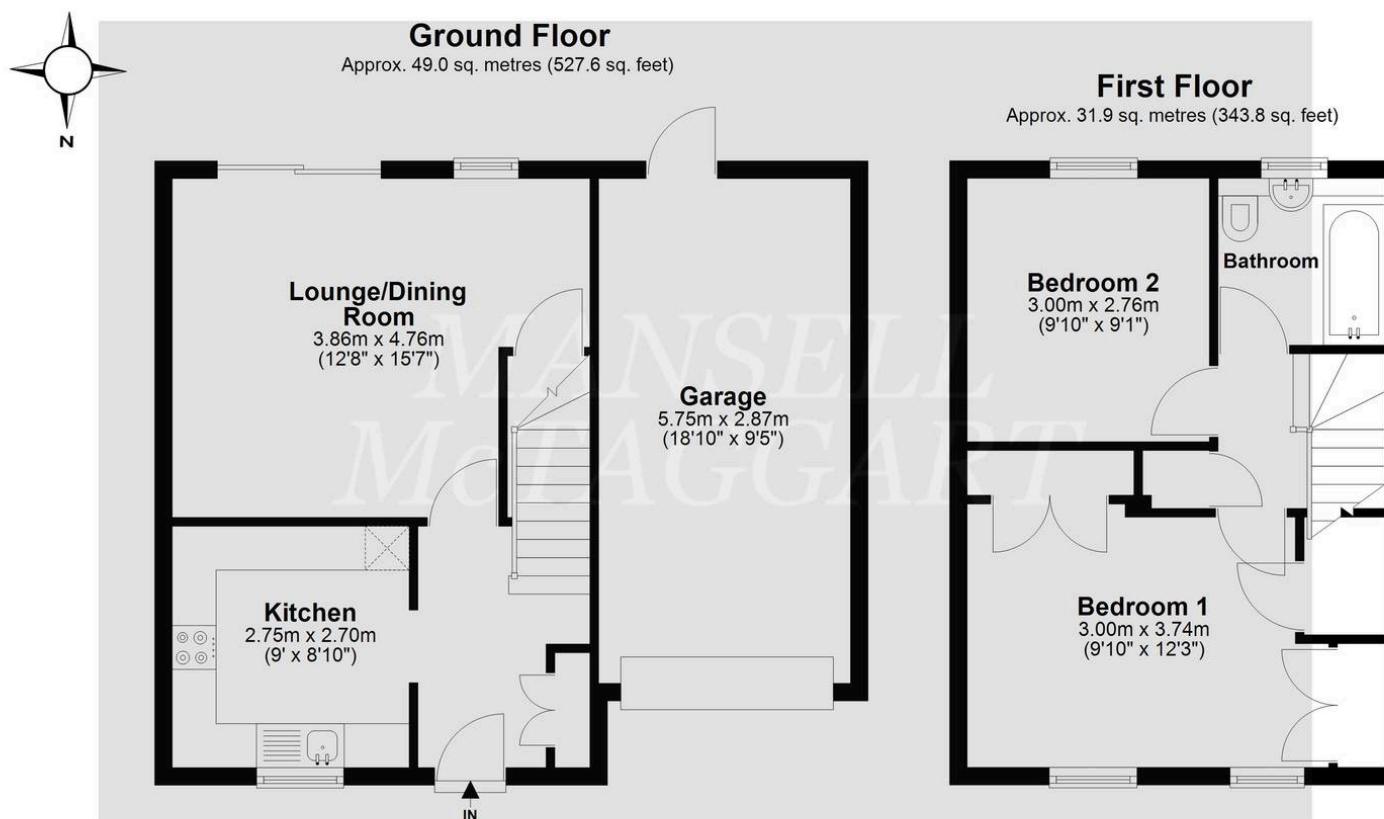 Ground Floor
Approx. 49.0 sq. metres (527.6 sq. feet)
First Floor
Approx. 31.9 sq. metres (343.8 sq. feet)
N
Lounge/Dining
Room
3.86m x 4.76m
(12'8" x 15'7")
Garage
5.75m x 2.87m
(18'10" x 9'5")
Kitchen
2.75m x 2.70m
(9' x 8'10")
IN
Bedroom 2
3.00m x 2.76m
(9'10" x 9'1")
Bathroom
Bedroom 1
3.00m x 3.74m
(9'10" x 12'3")
MANSELL
McTAGGART